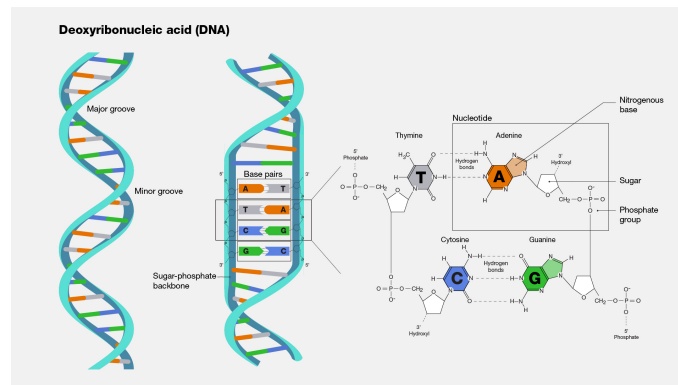 Deoxyribonucleic acid (DNA)
Major groove
Minor groove
Sugar-phosphate
backbone
Base pairs
5'
3'
A T
T A
C G
G C
3'
5'
Nucleotide
Nitrogenous
base
Thymine
Adenine
5'
Phosphate
H₃C
O
H
H
N
Hydrogen
bonds
T
A
3'
Hydroxyl
Sugar
Phosphate
group
O⁻
O P O CH₂
O
O⁻
CH₂ O P O⁻
O
Cytosine
Guanine
Hydrogen
bonds
C
G
O⁻
O P O CH₂
O⁻
CH₂ O P O
O⁻
3'
Hydroxyl
5'
Phosphate